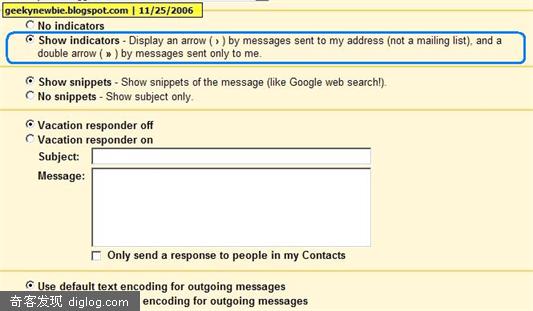 geekynewbie.blogspot.com | 11/25/2006
No indicators
Show indicators - Display an arrow ( › ) by messages sent to my address (not a mailing list), and a
double arrow ( » ) by messages sent only to me.
Show snippets - Show snippets of the message (like Google web search!).
No snippets - Show subject only.
Vacation responder off
Vacation responder on
Subject:
Message:
Only send a response to people in my Contacts
Use default text encoding for outgoing messages
encoding for outgoing messages
奇客发现 diglog.com